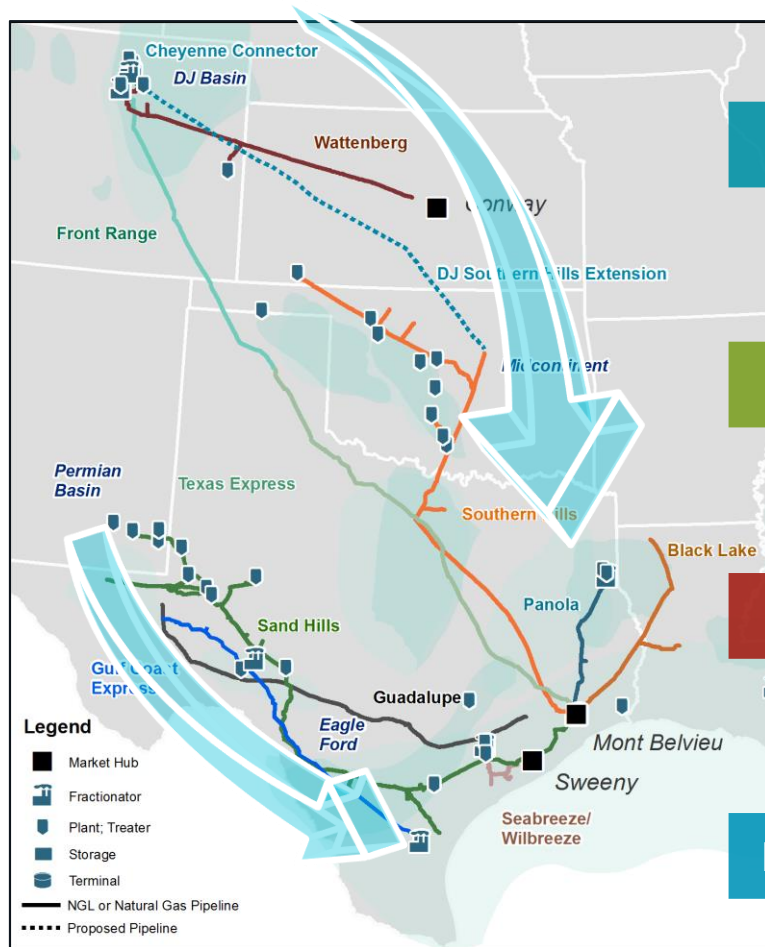 Cheyenne Connector
DJ Basin
Wattenberg
Conway
Front Range
DJ Southern Hills Extension
Midcontinent
Permian
Basin
Texas Express
Southern Hills
Black Lake
Panola
Sand Hills
Gulf Coast
Express
Guadalupe
Eagle
Ford
Mont Belvieu
Sweeny
Seabreeze/
Wilbreeze
Legend
Market Hub
Fractionator
Plant; Treater
Storage
Terminal
NGL or Natural Gas Pipeline
Proposed Pipeline